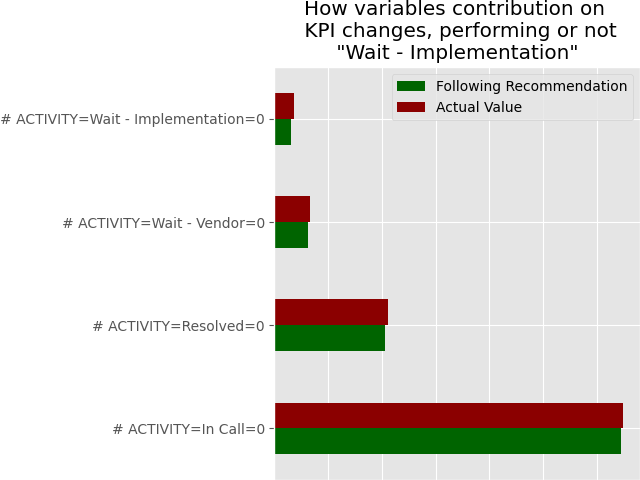 How variables contribution on
KPI changes, performing or not
"Wait - Implementation"
Following Recommendation
Actual Value
# ACTIVITY=Wait - Implementation=0
# ACTIVITY=Wait - Vendor=0
# ACTIVITY=Resolved=0
# ACTIVITY=In Call=0